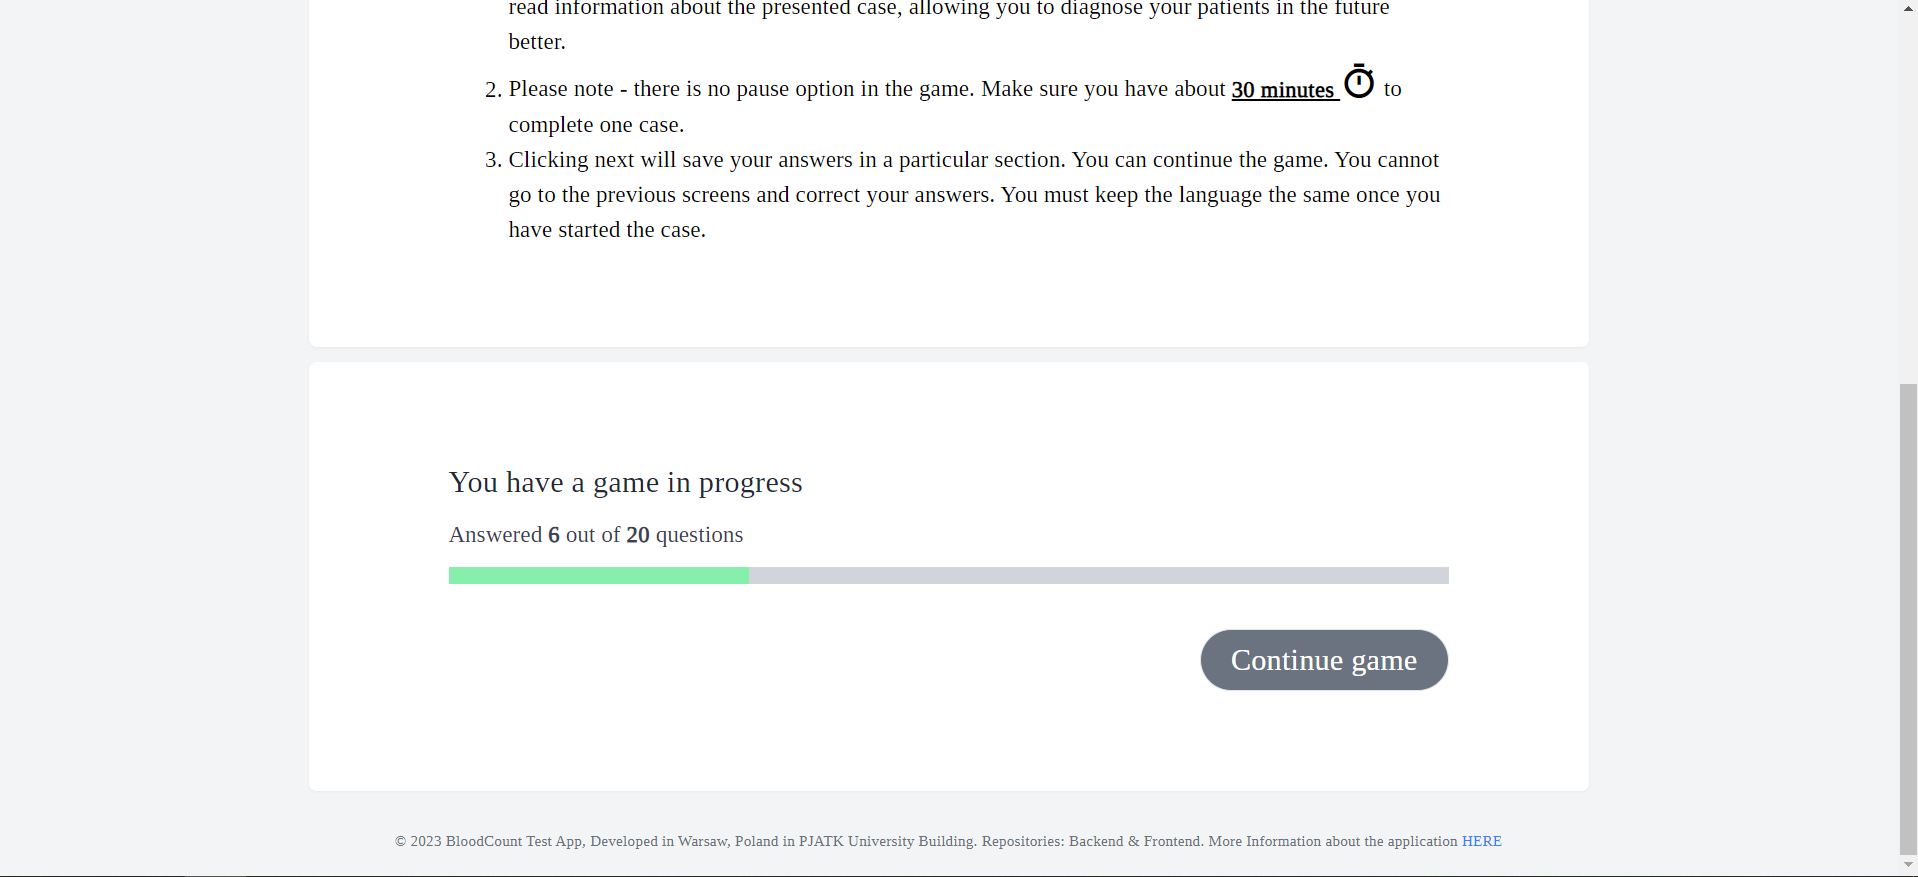 read information about the presented case, allowing you to diagnose your patients in the future
better.
2. Please note - there is no pause option in the game. Make sure you have about 30 minutes to
complete one case.
3. Clicking next will save your answers in a particular section. You can continue the game. You cannot
go to the previous screens and correct your answers. You must keep the language the same once you
have started the case.
You have a game in progress
Answered 6 out of 20 questions
Continue game
© 2023 BloodCount Test App, Developed in Warsaw, Poland in PJATK University Building. Repositories: Backend & Frontend. More Information about the application HERE